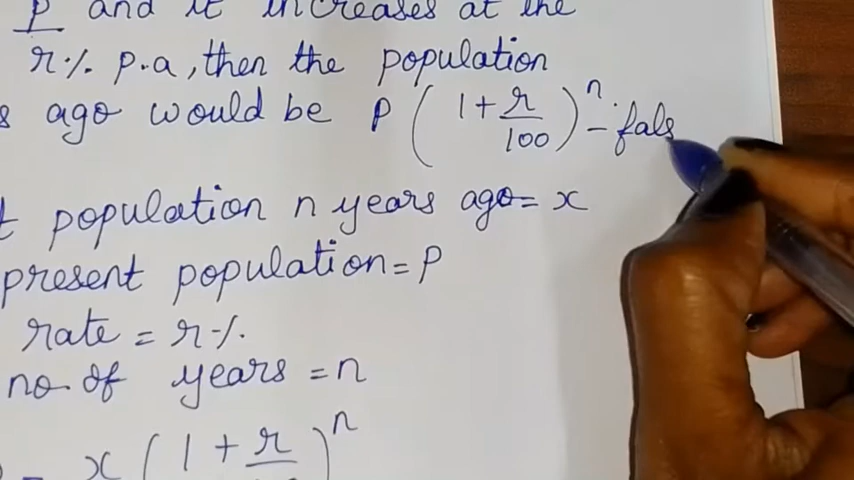 P and it increases at the
r% p.a, then the population
s ago would be P(1+r/100)^n. - fals
t population n years ago = x
present population = P
rate = r%.
no. of years = n
= x(1+r/
)^n